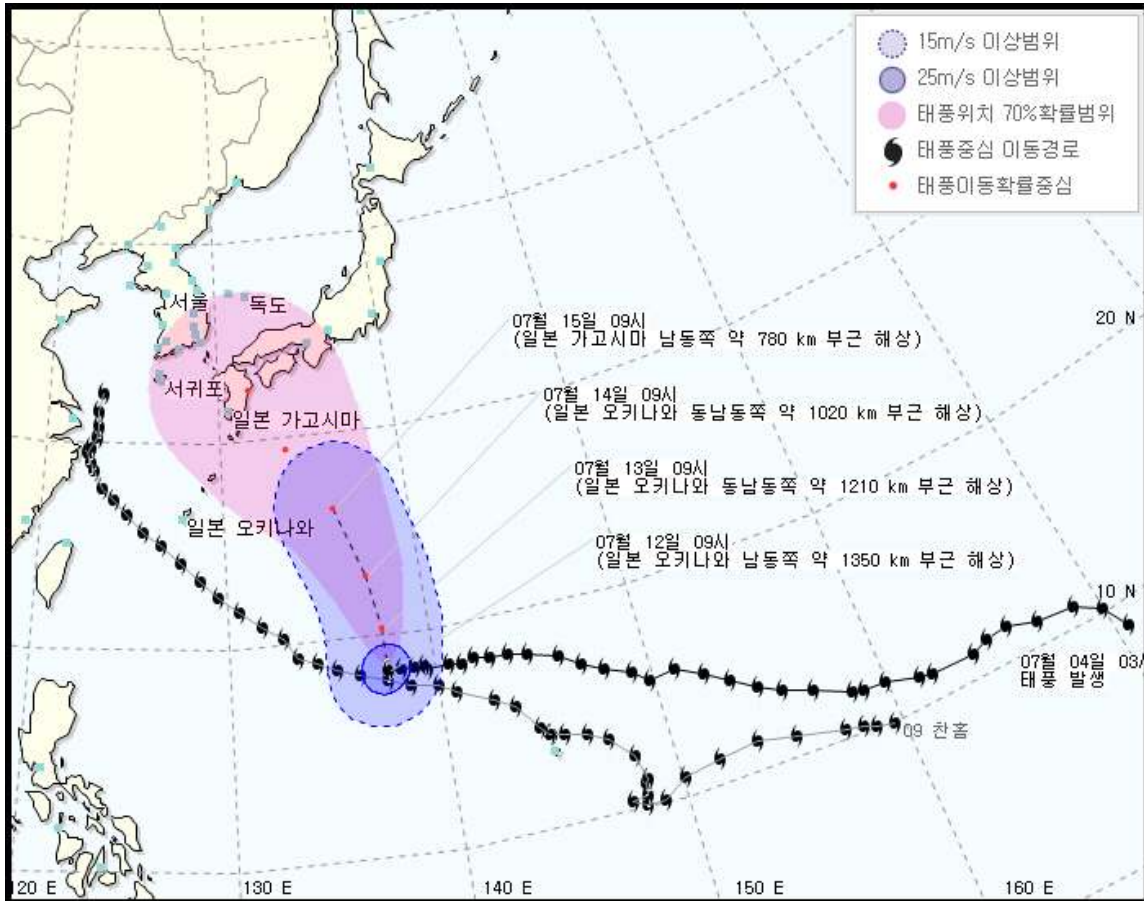 15m/s 이상범위
25m/s 이상범위
태풍위치 70%확률범위
태풍중심 이동경로
태풍이동확률중심
20 N
서울
독도
07월 15일 09시
(일본 가고시마 남동쪽 약 780 km 부근 해상)
서귀포
07월 14일 09시
(일본 오키나와 동남동쪽 약 1020 km 부근 해상)
일본 가고시마
07월 13일 09시
(일본 오키나와 동남동쪽 약 1210 km 부근 해상)
일본 오키나와
07월 12일 09시
(일본 오키나와 남동쪽 약 1350 km 부근 해상)
10 N
07월 04일 03시
태풍 발생
09 찬홈
120 E
130 E
140 E
150 E
160 E